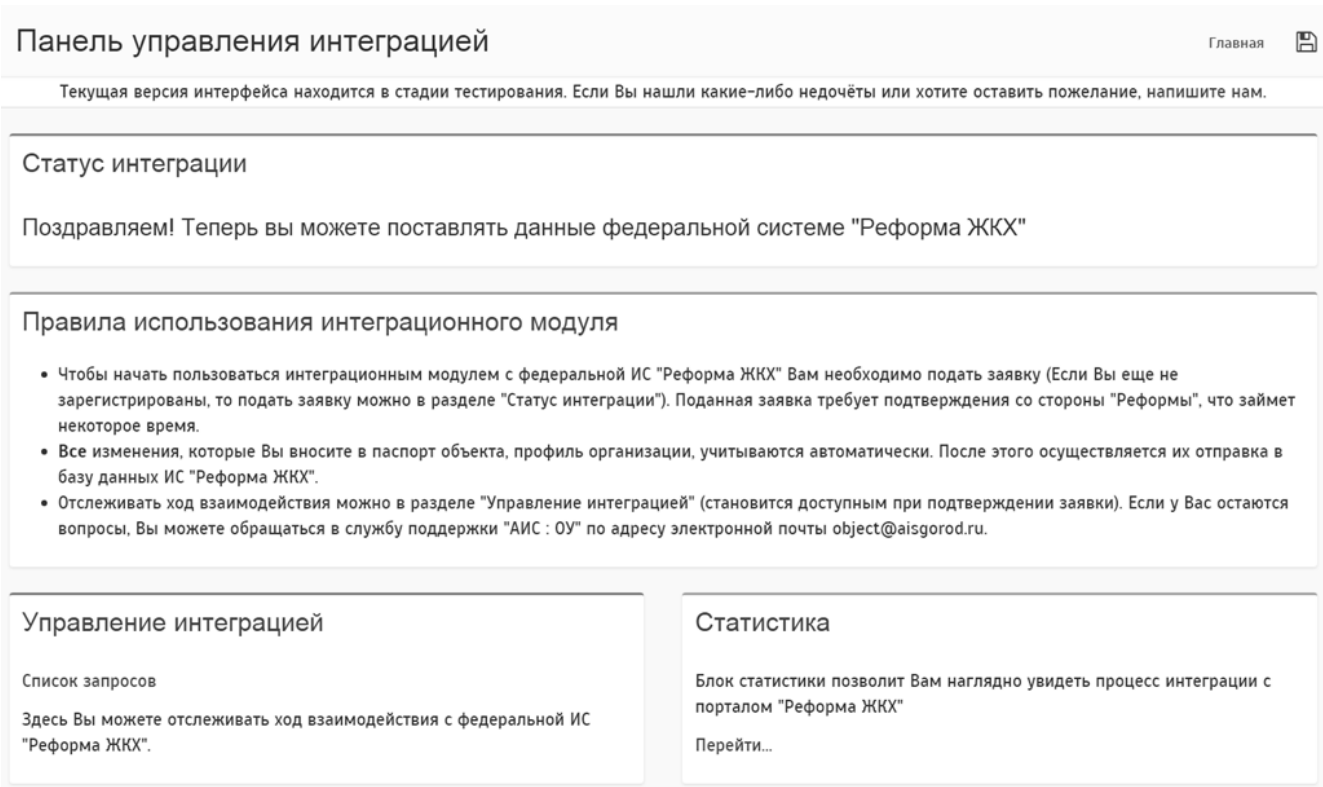 Панель управления интеграцией
Главная
Текущая версия интерфейса находится в стадии тестирования. Если Вы нашли какие-либо недочёты или хотите оставить пожелание, напишите нам.
Статус интеграции
Поздравляем! Теперь вы можете поставлять данные федеральной системе "Реформа ЖКХ"
Правила использования интеграционного модуля
• Чтобы начать пользоваться интеграционным модулем с федеральной ИС "Реформа ЖКХ" Вам необходимо подать заявку (Если Вы еще не
зарегистрированы, то подать заявку можно в разделе "Статус интеграции"). Поданная заявка требует подтверждения со стороны "Реформы", что займет
некоторое время.
• Все изменения, которые Вы вносите в паспорт объекта, профиль организации, учитываются автоматически. После этого осуществляется их отправка в
базу данных ИС "Реформа ЖКХ".
• Отслеживать ход взаимодействия можно в разделе "Управление интеграцией" (становится доступным при подтверждении заявки). Если у Вас остаются
вопросы, Вы можете обращаться в службу поддержки "АИС : ОУ" по адресу электронной почты object@aisgorod.ru.
Управление интеграцией
Список запросов
Здесь Вы можете отслеживать ход взаимодействия с федеральной ИС
"Реформа ЖКХ".
Статистика
Блок статистики позволит Вам наглядно увидеть процесс интеграции с
порталом "Реформа ЖКХ"
Перейти...